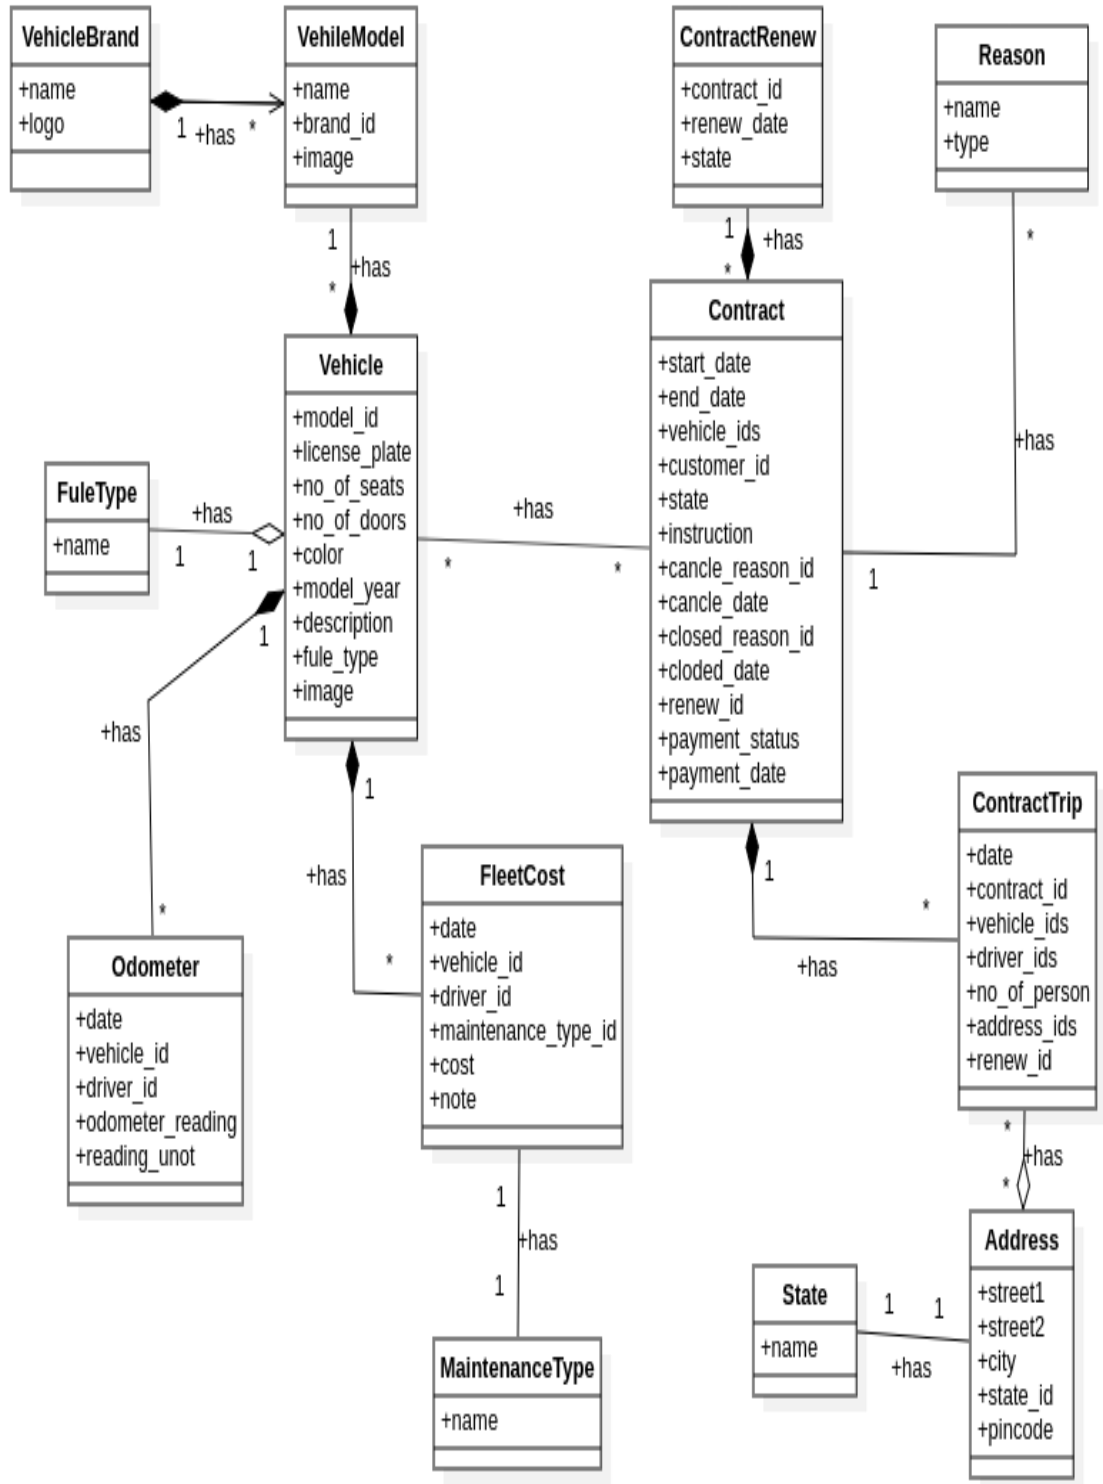 VehicleBrand
+name
+logo
1 +has *
VehileModel
+name
+brand_id
+image
1
+has
*
ContractRenew
+contract_id
+renew_date
+state
1 +has
*
Reason
+name
+type
*
+has
1
Vehicle
+model_id
+license_plate
+no_of_seats
+no_of_doors
+color
+model_year
+description
+fule_type
+image
FuleType
+name
+has
1 1
+has
* *
Contract
+start_date
+end_date
+vehicle_ids
+customer_id
+state
+instruction
+cancle_reason_id
+cancle_date
+closed_reason_id
+cloded_date
+renew_id
+payment_status
+payment_date
1
+has
*
1
+has
*
1
*
+has
Odometer
+date
+vehicle_id
+driver_id
+odometer_reading
+reading_unot
FleetCost
+date
+vehicle_id
+driver_id
+maintenance_type_id
+cost
+note
ContractTrip
+date
+contract_id
+vehicle_ids
+driver_ids
+no_of_person
+address_ids
+renew_id
1
+has
1
MaintenanceType
+name
*
+has
*
State
+name
1 1
+has
Address
+street1
+street2
+city
+state_id
+pincode